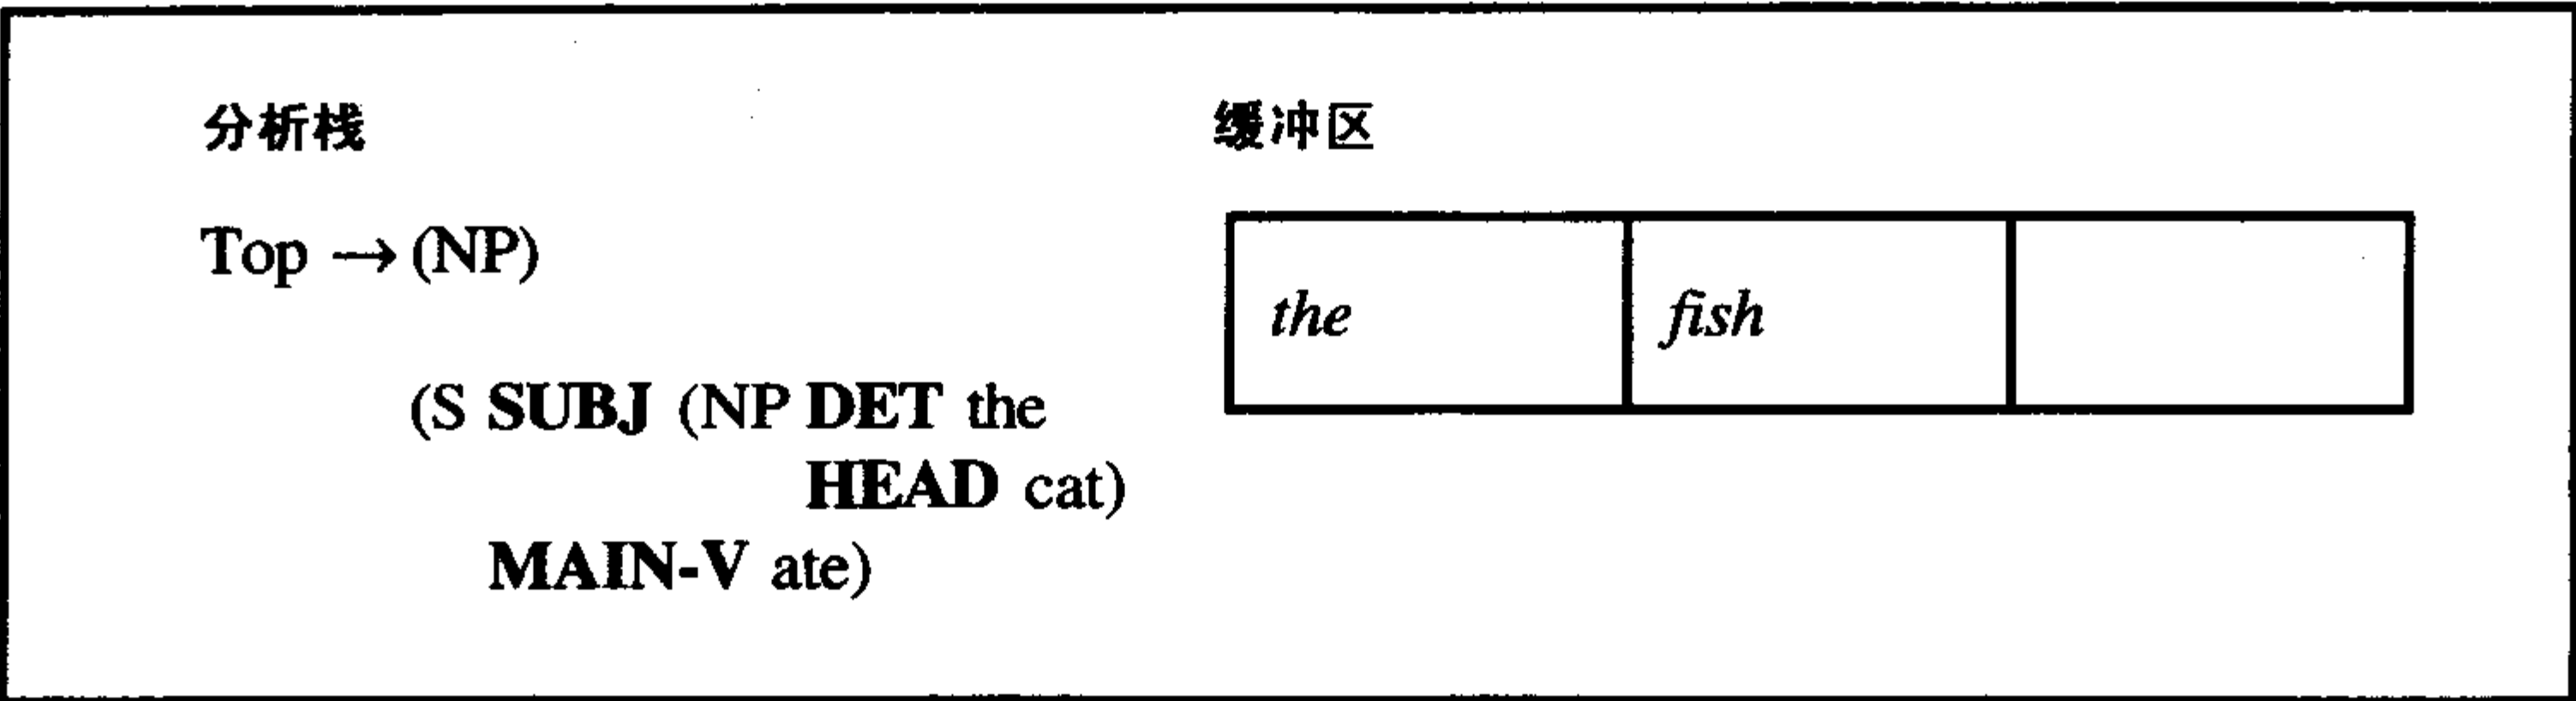 分析栈
缓冲区
Top → (NP)
the
fish
(S SUBJ (NP DET the
HEAD cat)
MAIN-V ate)